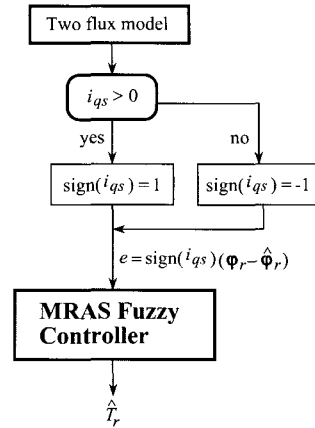 Two flux model
i_qs > 0
yes
no
sign(i_qs) = 1
sign(i_qs) = -1
e = sign(i_qs)(φ_r − φ̂_r)
MRAS Fuzzy
Controller
T̂_r